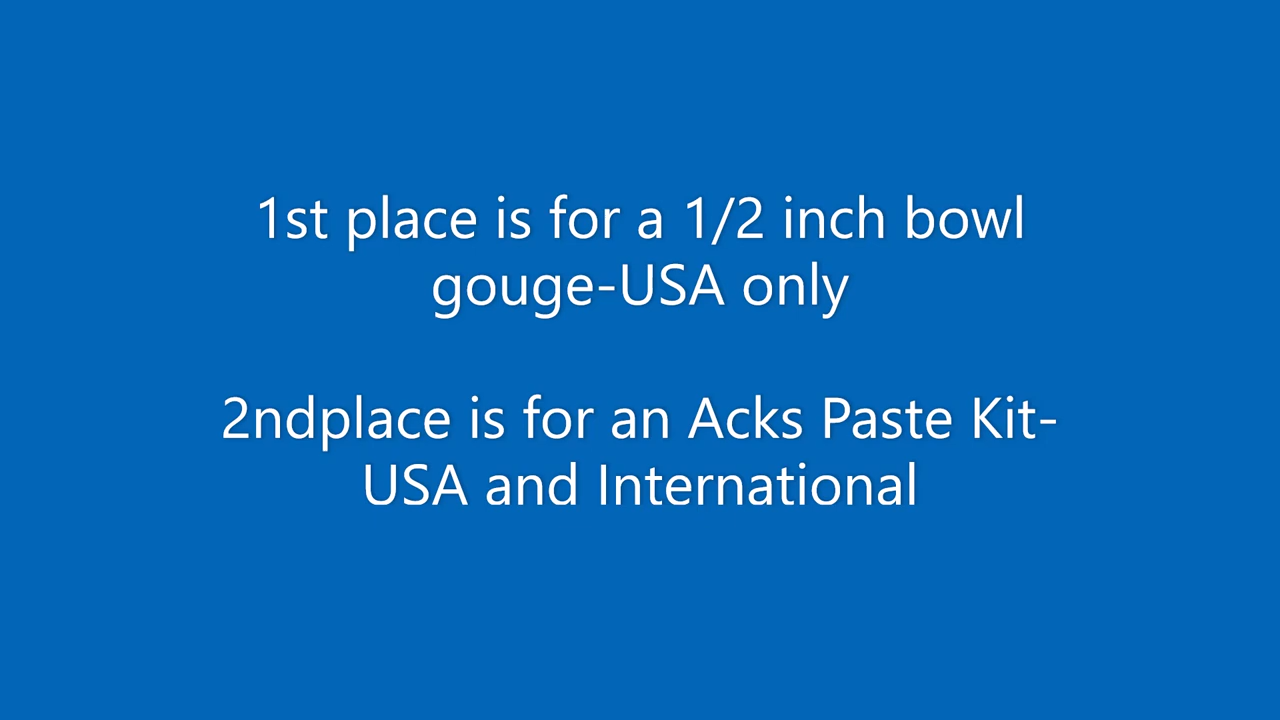 1st place is for a 1/2 inch bowl
gouge-USA only
2ndplace is for an Acks Paste Kit-
USA and International